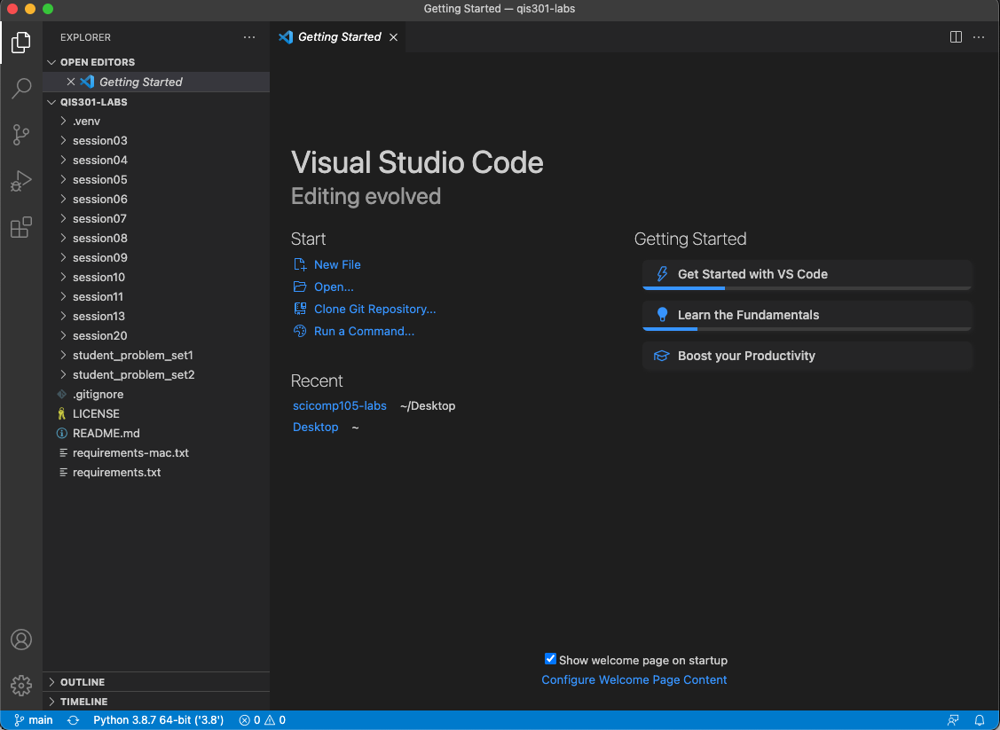 Getting Started — qis301-labs
EXPLORER
OPEN EDITORS
Getting Started
QIS301-LABS
.venv
session03
session04
session05
session06
session07
session08
session09
session10
session11
session13
session20
student_problem_set1
student_problem_set2
.gitignore
LICENSE
README.md
requirements-mac.txt
requirements.txt
OUTLINE
TIMELINE
Getting Started
Visual Studio Code
Editing evolved
Start
New File
Open...
Clone Git Repository...
Run a Command...
Recent
scicomp105-labs ~/Desktop
Desktop ~
Getting Started
Get Started with VS Code
Learn the Fundamentals
Boost your Productivity
Show welcome page on startup
Configure Welcome Page Content
main Python 3.8.7 64-bit ('3.8') 0 0